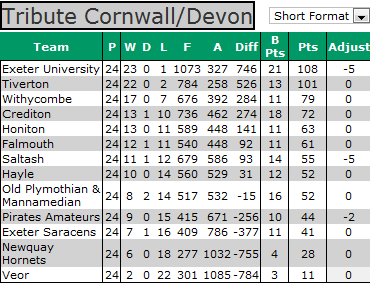 Tribute Cornwall/Devon Short Format
Team P W D L F A Diff B Pts Pts Adjust
Exeter University 24 23 0 1 1073 327 746 21 108 -5
Tiverton 24 22 0 2 784 258 526 13 101 0
Withycombe 24 17 0 7 676 392 284 11 79 0
Crediton 24 13 1 10 736 462 274 18 72 0
Honiton 24 13 0 11 589 448 141 11 63 0
Falmouth 24 12 1 11 540 448 92 11 61 0
Saltash 24 11 1 12 679 586 93 14 55 -5
Hayle 24 10 0 14 560 529 31 12 52 0
Old Plymothian & Mannamedian 24 8 2 14 517 532 -15 16 52 0
Pirates Amateurs 24 9 0 15 415 671 -256 10 44 -2
Exeter Saracens 24 7 1 16 409 786 -377 11 41 0
Newquay Hornets 24 6 0 18 277 1032 -755 4 28 0
Veor 24 2 0 22 301 1085 -784 3 11 0